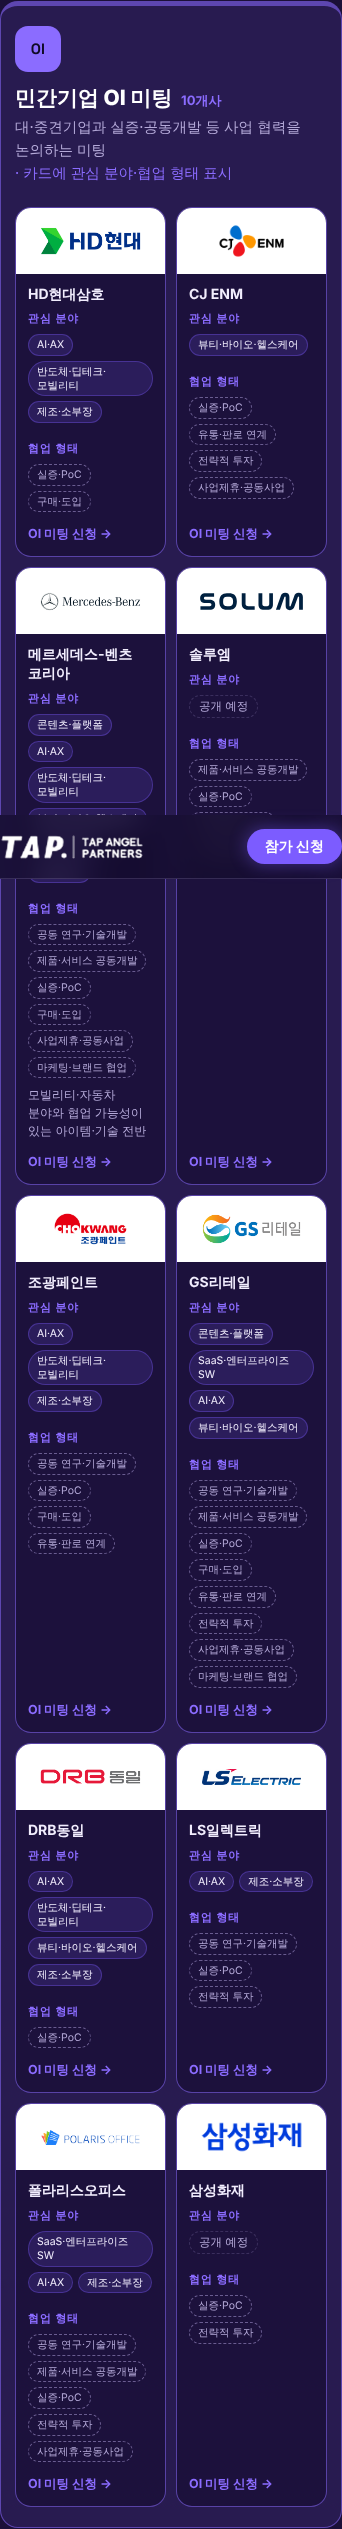 OI
민간기업 OI 미팅 10개사
대·중견기업과 실증·공동개발 등 사업 협력을
논의하는 미팅
· 카드에 관심 분야·협업 형태 표시
HD현대
HD현대삼호
관심 분야
AI·AX
반도체·딥테크·
모빌리티
제조·소부장
협업 형태
실증·PoC
구매·도입
OI 미팅 신청 →
CJ ENM
CJ ENM
관심 분야
뷰티·바이오·헬스케어
협업 형태
실증·PoC
유통·판로 연계
전략적 투자
사업제휴·공동사업
OI 미팅 신청 →
Mercedes-Benz
메르세데스-벤츠
코리아
관심 분야
콘텐츠·플랫폼
AI·AX
반도체·딥테크·
모빌리티
SOLUM
솔루엠
관심 분야
공개 예정
협업 형태
제품·서비스 공동개발
실증·PoC
TAP. TAP ANGEL
PARTNERS
참가 신청
협업 형태
공동 연구·기술개발
제품·서비스 공동개발
실증·PoC
구매·도입
사업제휴·공동사업
마케팅·브랜드 협업
모빌리티·자동차
분야와 협업 가능성이
있는 아이템·기술 전반
OI 미팅 신청 →
OI 미팅 신청 →
CHOKWANG
조광페인트
조광페인트
관심 분야
AI·AX
반도체·딥테크·
모빌리티
제조·소부장
협업 형태
공동 연구·기술개발
실증·PoC
구매·도입
유통·판로 연계
OI 미팅 신청 →
GS리테일
GS리테일
관심 분야
콘텐츠·플랫폼
SaaS·엔터프라이즈
SW
AI·AX
뷰티·바이오·헬스케어
협업 형태
공동 연구·기술개발
제품·서비스 공동개발
실증·PoC
구매·도입
유통·판로 연계
전략적 투자
사업제휴·공동사업
마케팅·브랜드 협업
OI 미팅 신청 →
DRB동일
DRB동일
관심 분야
AI·AX
반도체·딥테크·
모빌리티
뷰티·바이오·헬스케어
제조·소부장
협업 형태
실증·PoC
OI 미팅 신청 →
LS ELECTRIC
LS일렉트릭
관심 분야
AI·AX 제조·소부장
협업 형태
공동 연구·기술개발
실증·PoC
전략적 투자
OI 미팅 신청 →
POLARIS OFFICE
폴라리스오피스
관심 분야
SaaS·엔터프라이즈
SW
AI·AX 제조·소부장
협업 형태
공동 연구·기술개발
제품·서비스 공동개발
실증·PoC
전략적 투자
사업제휴·공동사업
OI 미팅 신청 →
삼성화재
삼성화재
관심 분야
공개 예정
협업 형태
실증·PoC
전략적 투자
OI 미팅 신청 →